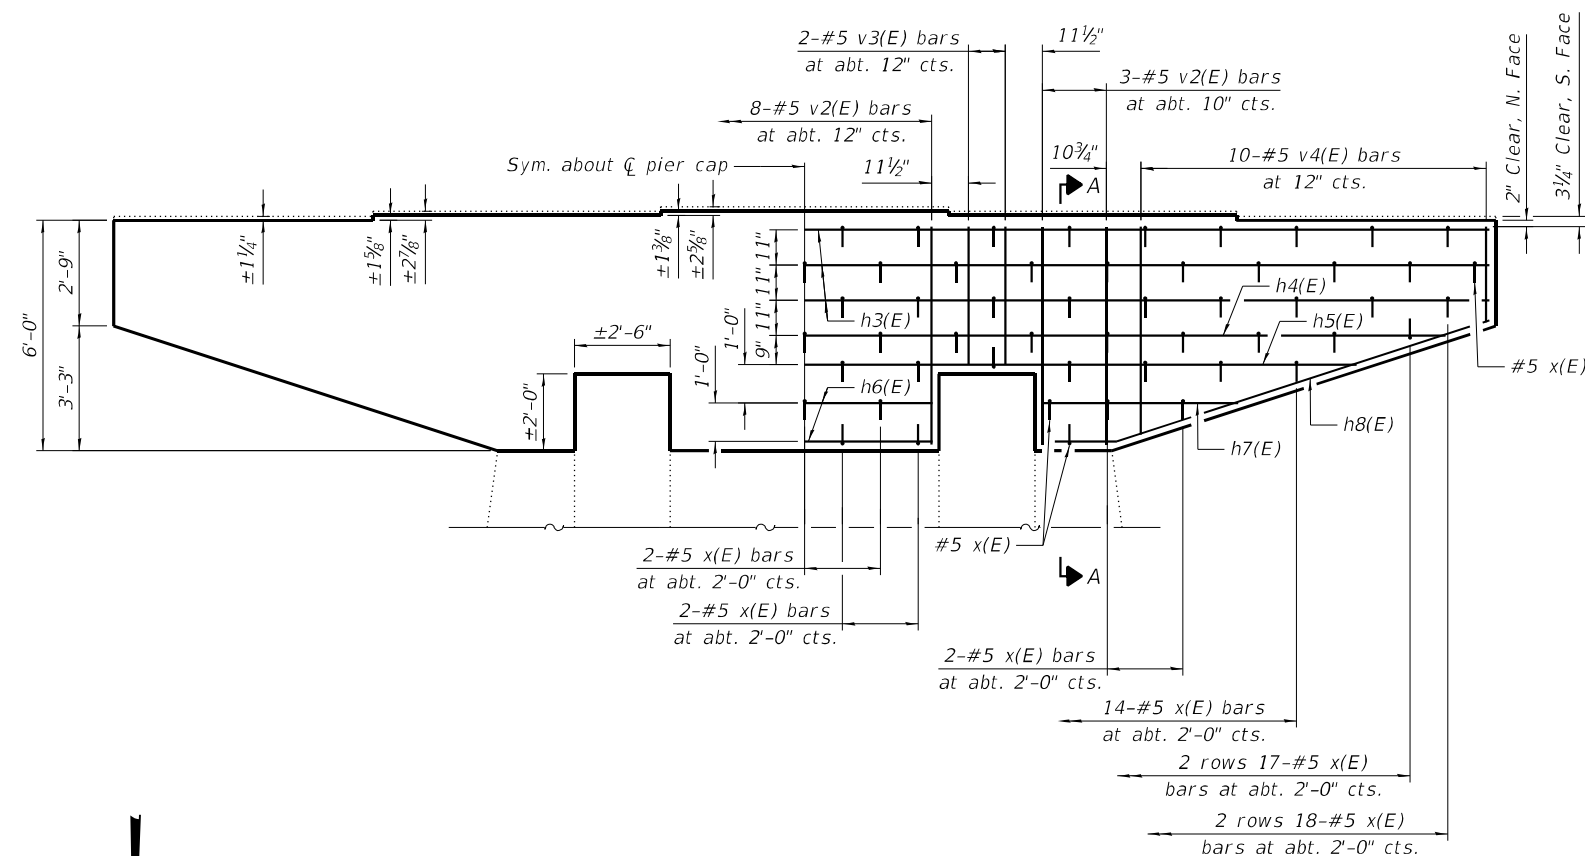 2-#5 v3(E) bars
at abt. 12" cts.
11½"
3-#5 v2(E) bars
at abt. 10" cts.
2" Clear, N. Face
3¼" Clear, S. Face
8-#5 v2(E) bars
at abt. 12" cts.
Sym. about ℄ pier cap
11½"
10¾"
A
10-#5 v4(E) bars
at 12" cts.
±1¼"
±1⅝"
±2⅞"
±1⅜"
±2⅝"
11"
11"
11"
9"
1'-0"
1'-0"
6'-0"
2'-9"
3'-3"
±2'-6"
±2'-0"
h3(E)
h4(E)
h5(E)
h6(E)
#5 x(E)
h8(E)
h7(E)
#5 x(E)
2-#5 x(E) bars
at abt. 2'-0" cts.
A
2-#5 x(E) bars
at abt. 2'-0" cts.
2-#5 x(E) bars
at abt. 2'-0" cts.
14-#5 x(E) bars
at abt. 2'-0" cts.
2 rows 17-#5 x(E)
bars at abt. 2'-0" cts.
2 rows 18-#5 x(E)
bars at abt. 2'-0" cts.